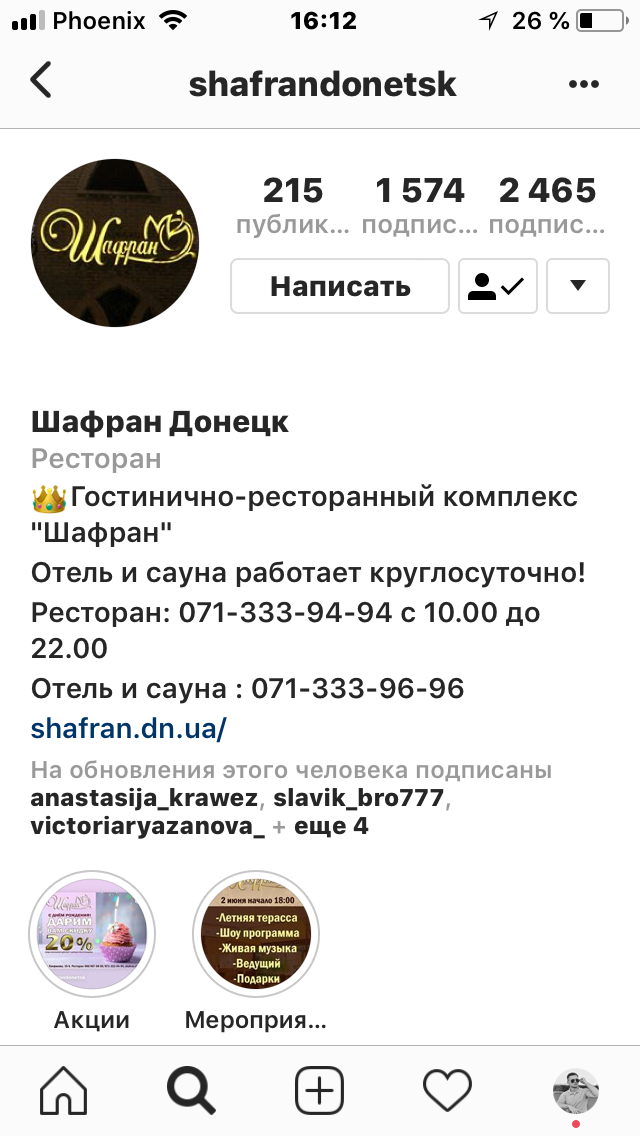 Phoenix 16:12 26 %
shafrandonetsk
Шафран
215 1 574 2 465
публик... подпис... подпис...
Написать
Шафран Донецк
Ресторан
👑Гостинично-ресторанный комплекс
"Шафран"
Отель и сауна работает круглосуточно!
Ресторан: 071-333-94-94 с 10.00 до
22.00
Отель и сауна : 071-333-96-96
shafran.dn.ua/
На обновления этого человека подписаны
anastasija_krawez, slavik_bro777,
victoriaryazanova_ + еще 4
Шафран
С ДНЁМ РОЖДЕНИЯ!
ДАРИМ
ВАМ СКИДКУ
20%
2 июня начало 18:00
-Летняя терасса
-Шоу программа
-Живая музыка
-Ведущий
-Подарки
Акции Мероприя...